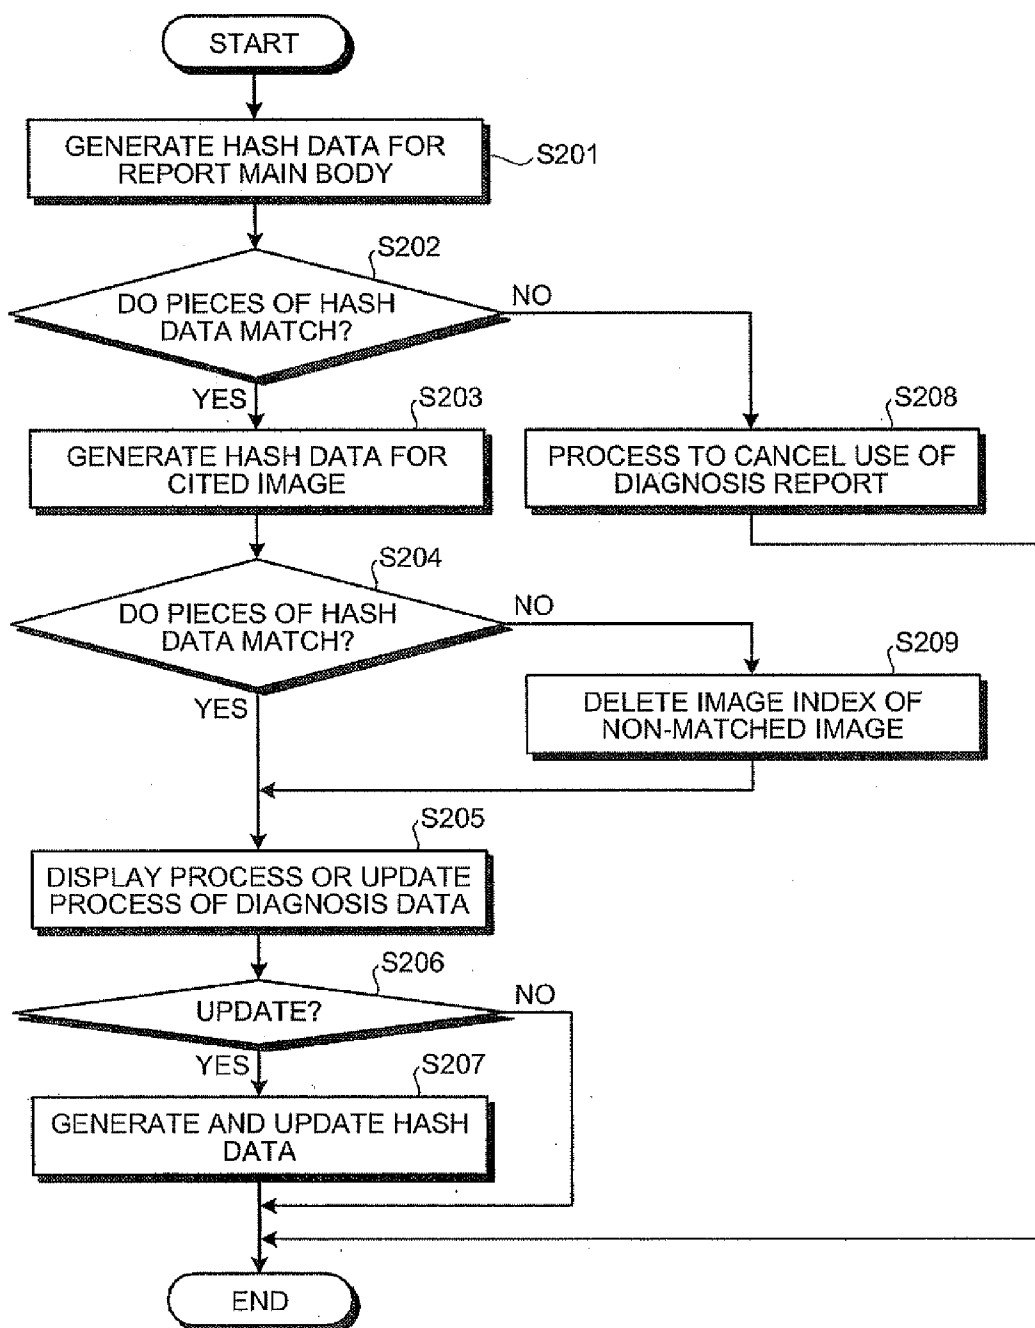 START
GENERATE HASH DATA FOR
REPORT MAIN BODY
S201
S202
DO PIECES OF HASH
DATA MATCH?
NO
YES
S203
GENERATE HASH DATA FOR
CITED IMAGE
S208
PROCESS TO CANCEL USE OF
DIAGNOSIS REPORT
S204
DO PIECES OF HASH
DATA MATCH?
NO
YES
S209
DELETE IMAGE INDEX OF
NON-MATCHED IMAGE
S205
DISPLAY PROCESS OR UPDATE
PROCESS OF DIAGNOSIS DATA
S206
UPDATE?
NO
YES
S207
GENERATE AND UPDATE HASH
DATA
END